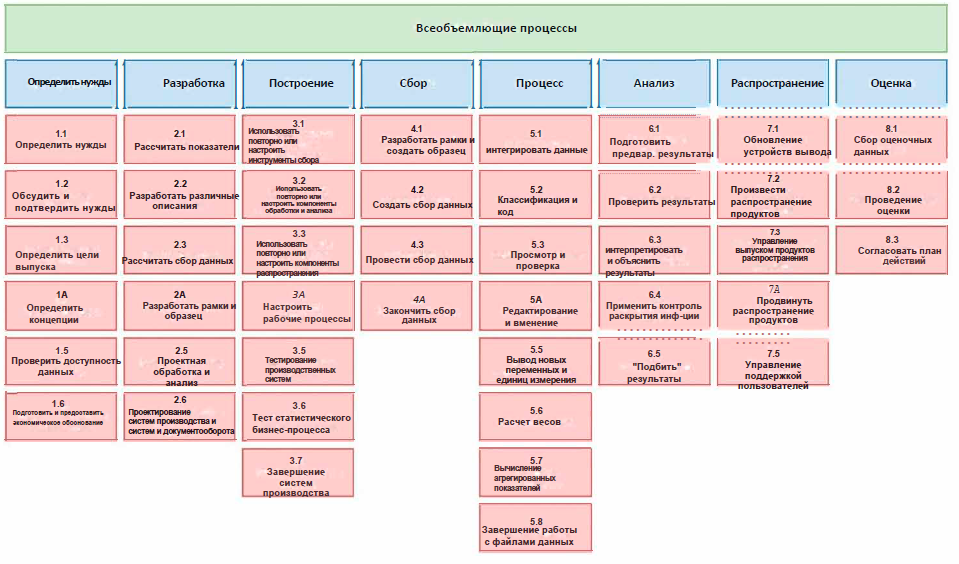 Всеобъемлющие процессы
Определить нужды
Разработка
Построение
Сбор
Процесс
Анализ
Распространение
Оценка
1.1
Определить нужды
1.2
Обсудить и
подтвердить нужды
1.3
Определить цели
выпуска
1А
Определить
концепции
1.5
Проверить доступность
данных
1.6
Подготовить и предоставить
экономическое обоснование
2.1
Рассчитать показатели
2.2
Разработать различные
описания
2.3
Рассчитать сбор данных
2А
Разработать рамки и
образец
2.5
Проектная
обработка и
анализ
2.6
Проектирование
систем производства и
систем и документооборота
3.1
Использовать
повторно или
настроить
инструменты сбора
3.2
Использовать
повторно или
настроить компоненты
обработки и анализа
3.3
Использовать
повторно или
настроить компоненты
распространения
3А
Настроить
рабочие процессы
3.5
Тестирование
производственных
систем
3.6
Тест статистического
бизнес-процесса
3.7
Завершение
систем
производства
4.1
Разработать рамки и
создать образец
4.2
Создать сбор данных
4.3
Провести сбор данных
4А
Закончить сбор
данных
5.1
интегрировать данные
5.2
Классификация и
код
5.3
Просмотр и
проверка
5А
Редактирование
и вменение
5.5
Вывод новых
переменных и
единиц измерения
5.6
Расчет весов
5.7
Вычисление
агрегированных
показателей
5.8
Завершение работы
с файлами данных
6.1
Подготовить
предвар. результаты
6.2
Проверить результаты
6.3
интерпретировать
и объяснить
результаты
6.4
Применить контроль
раскрытия инф-ции
6.5
"Подбить"
результаты
7.1
Обновление
устройств вывода
7.2
Произвести
распространение
продуктов
7.3
Управление
выпуском продуктов
распространения
7А
Продвинуть
распространение
продуктов
7.5
Управление
поддержкой
пользователей
8.1
Сбор оценочных
данных
8.2
Проведение
оценки
8.3
Согласовать план
действий